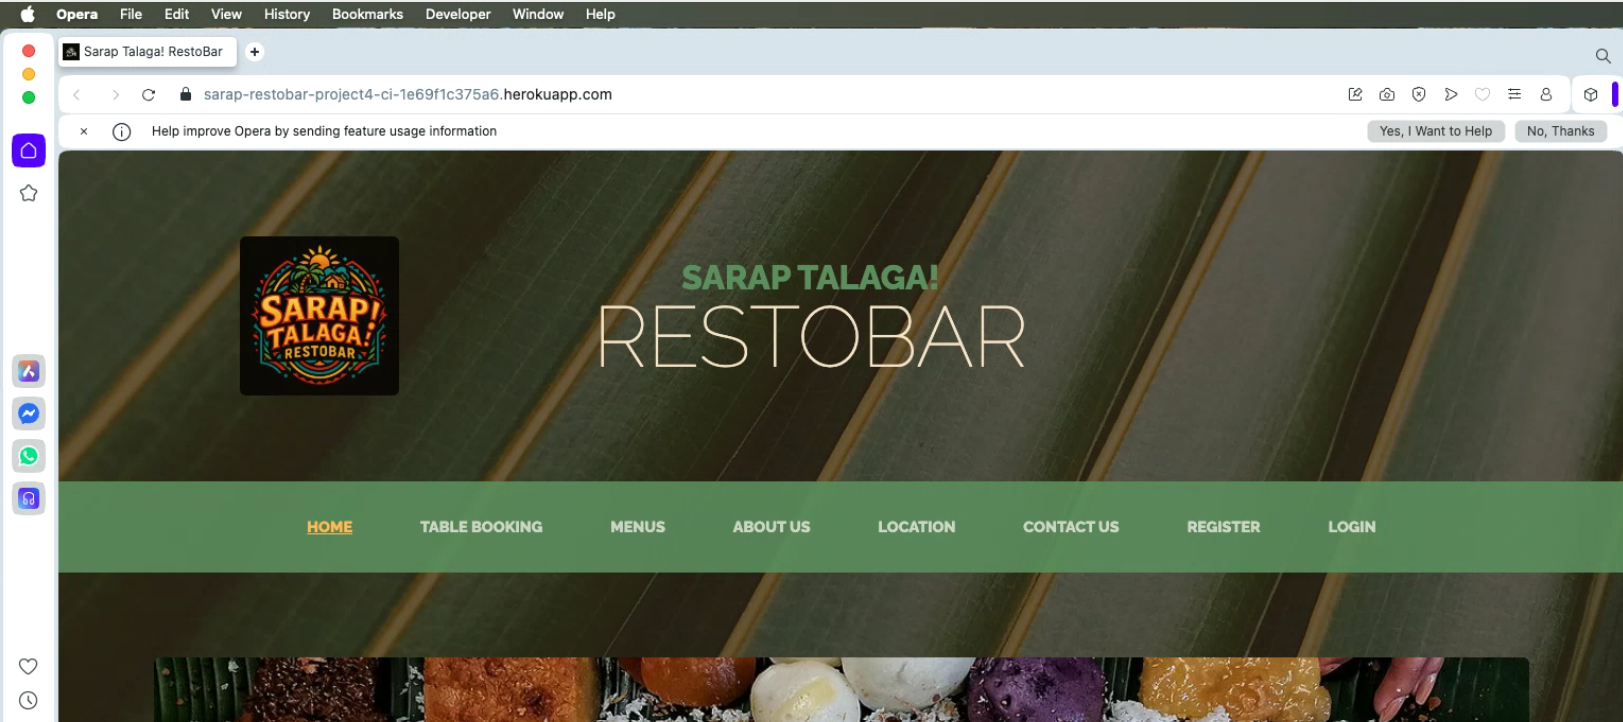 Opera File Edit View History Bookmarks Developer Window Help
Sarap Talaga! RestoBar
sarap-restobar-project4-ci-1e69f1c375a6.herokuapp.com
Help improve Opera by sending feature usage information Yes, I Want to Help No, Thanks
SARAP!
TALAGA!
RESTOBAR
SARAP TALAGA!
RESTOBAR
HOME TABLE BOOKING MENUS ABOUT US LOCATION CONTACT US REGISTER LOGIN